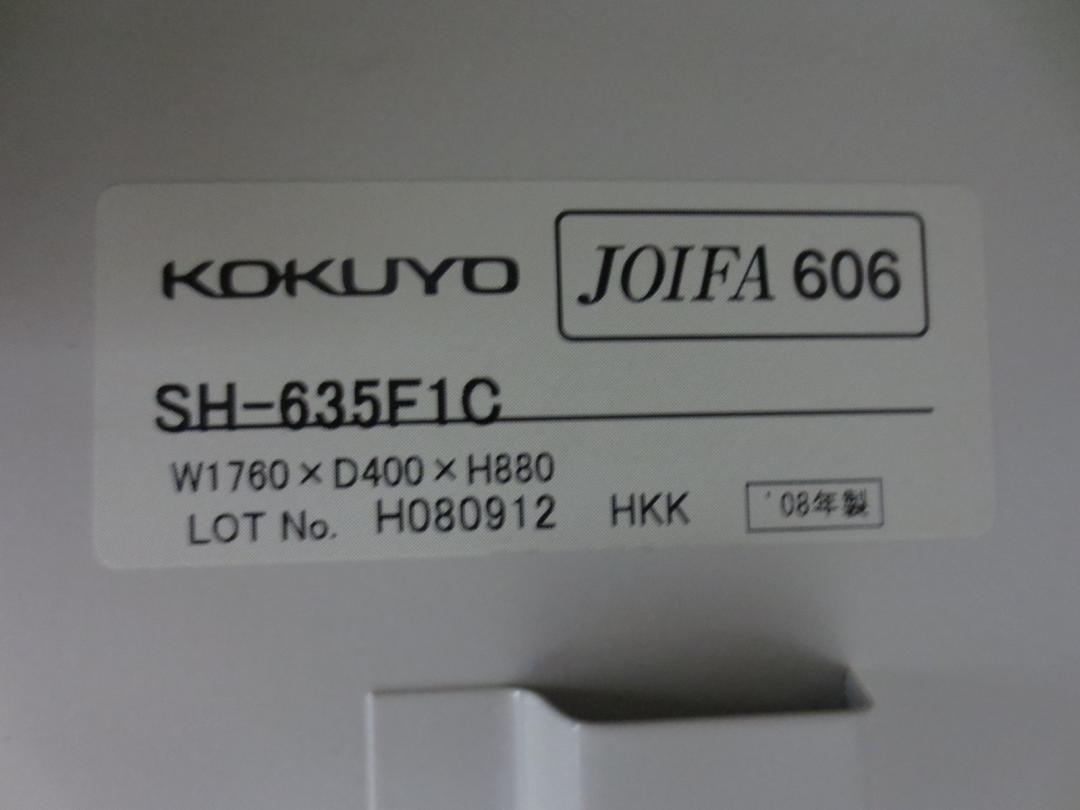 KOKUYO JOIFA 606
SH-635F1C
W1760×D400×H880
LOT No. H080912 HKK '08年製